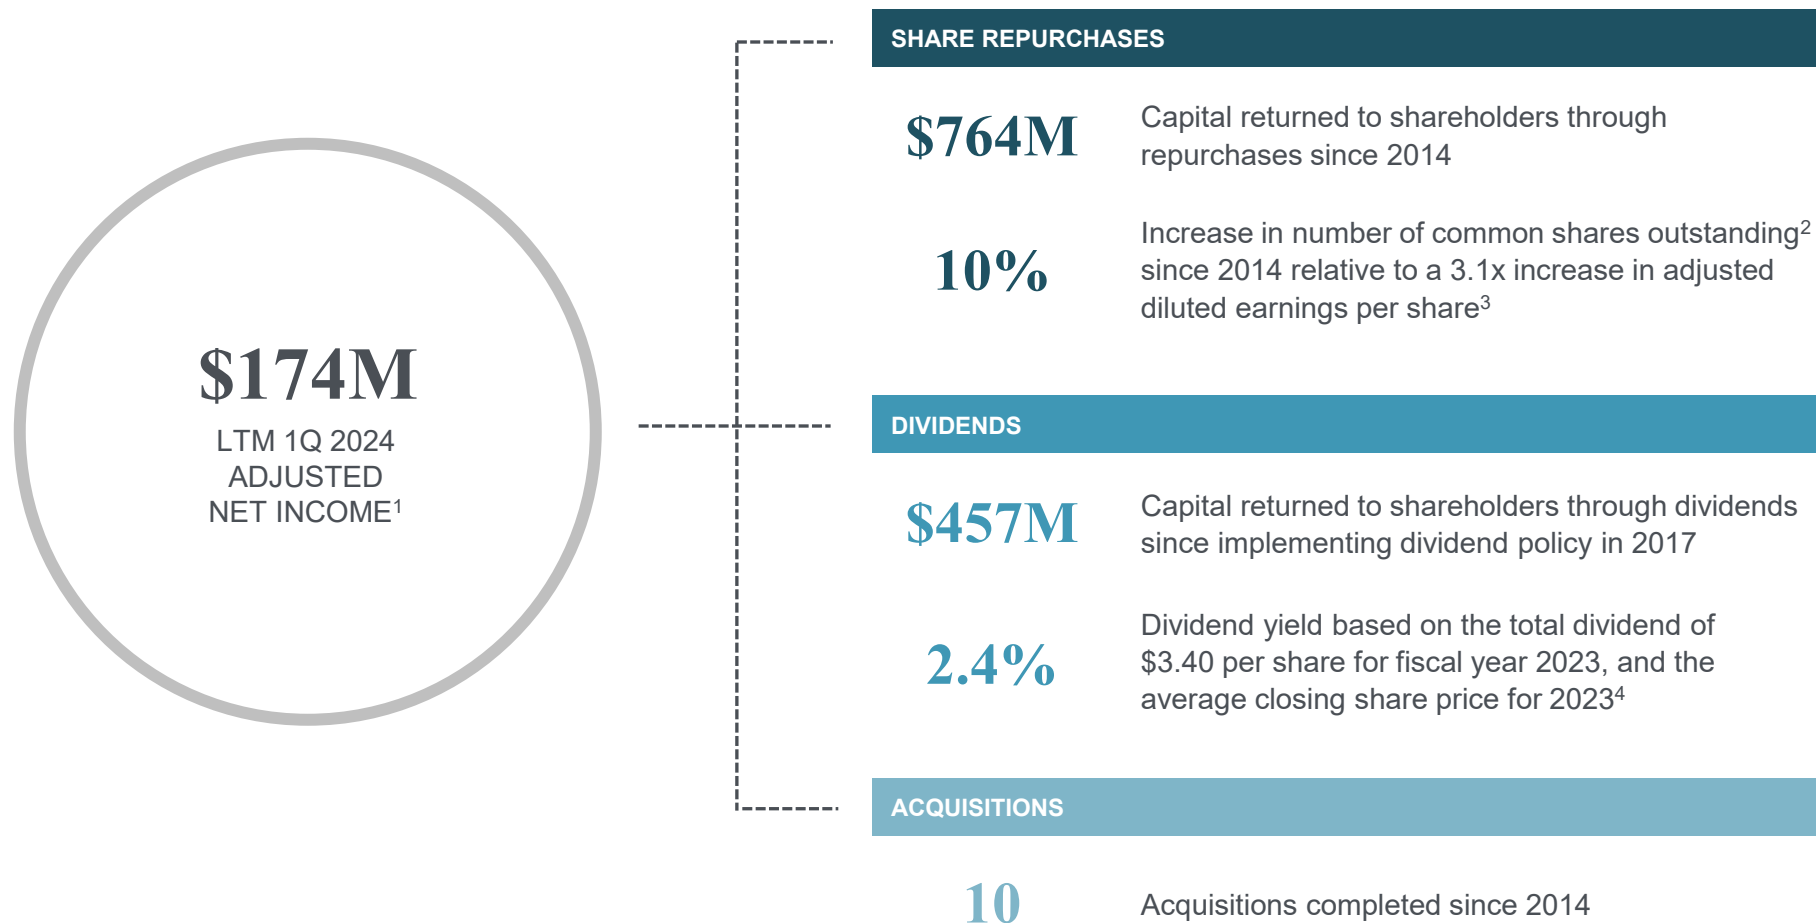 $174M
LTM 1Q 2024
ADJUSTED
NET INCOME¹
SHARE REPURCHASES
$764M
Capital returned to shareholders through
repurchases since 2014
10%
Increase in number of common shares outstanding²
since 2014 relative to a 3.1x increase in adjusted
diluted earnings per share³
DIVIDENDS
$457M
Capital returned to shareholders through dividends
since implementing dividend policy in 2017
2.4%
Dividend yield based on the total dividend of
$3.40 per share for fiscal year 2023, and the
average closing share price for 2023⁴
ACQUISITIONS
10
Acquisitions completed since 2014